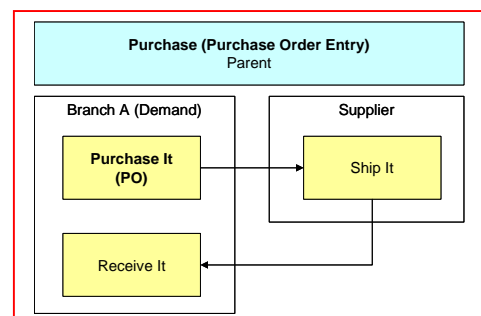 Purchase (Purchase Order Entry)
Parent
Branch A (Demand)
Supplier
Purchase It
(PO)
Ship It
Receive It